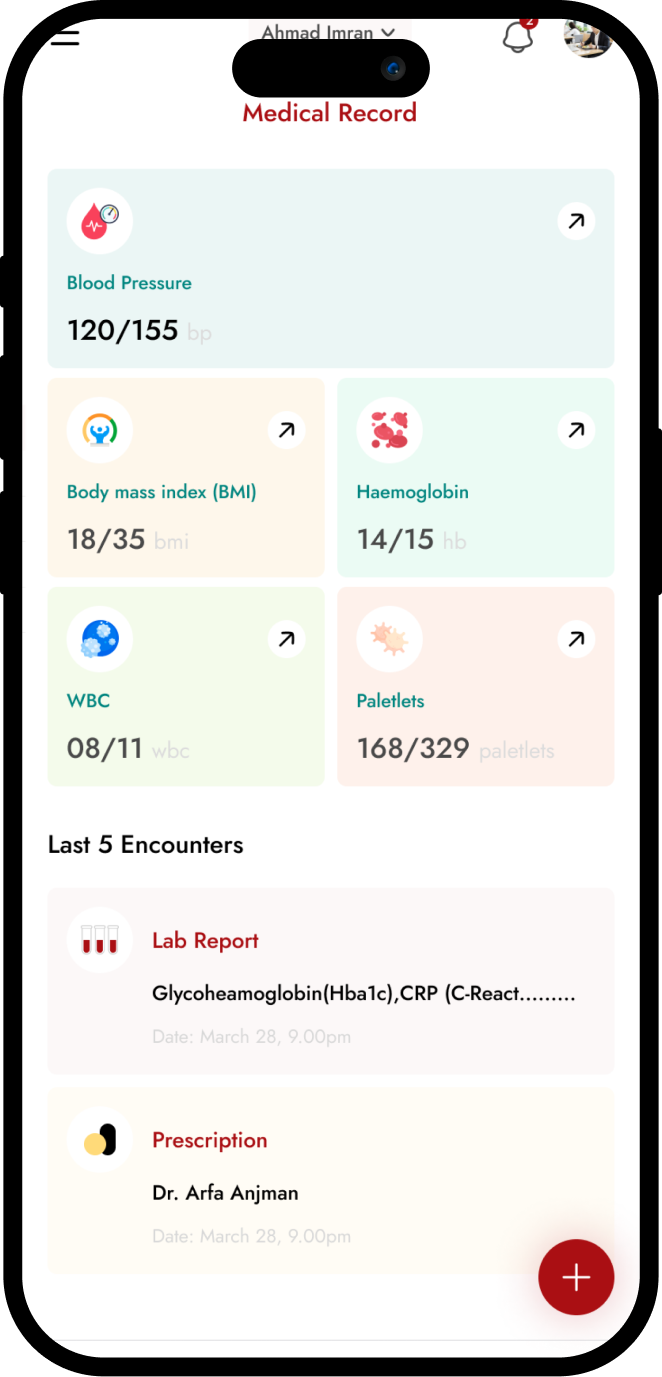 Ahmad Imran
2
Medical Record
Blood Pressure
120/155 bp
Body mass index (BMI)
18/35 bmi
Haemoglobin
14/15 hb
WBC
08/11 wbc
Paletlets
168/329 paletlets
Last 5 Encounters
Lab Report
Glycoheamoglobin(Hba1c),CRP (C-React.........
Date: March 28, 9.00pm
Prescription
Dr. Arfa Anjman
Date: March 28, 9.00pm